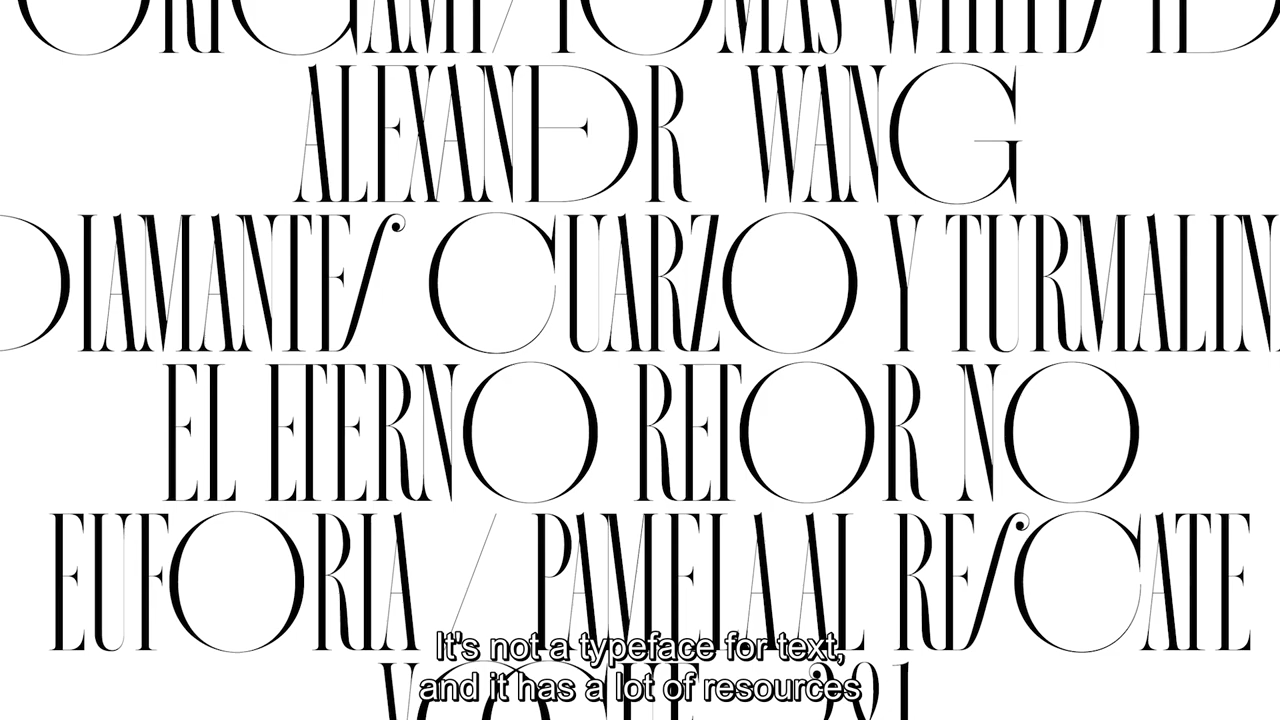 ALEXANDER WANG
DIAMANTES CUARZO Y TURMALIN
EL ETERNO RETOR NO
EUFORIA / PAMELA AL RESCATE
It's not a typeface for text,
and it has a lot of resources